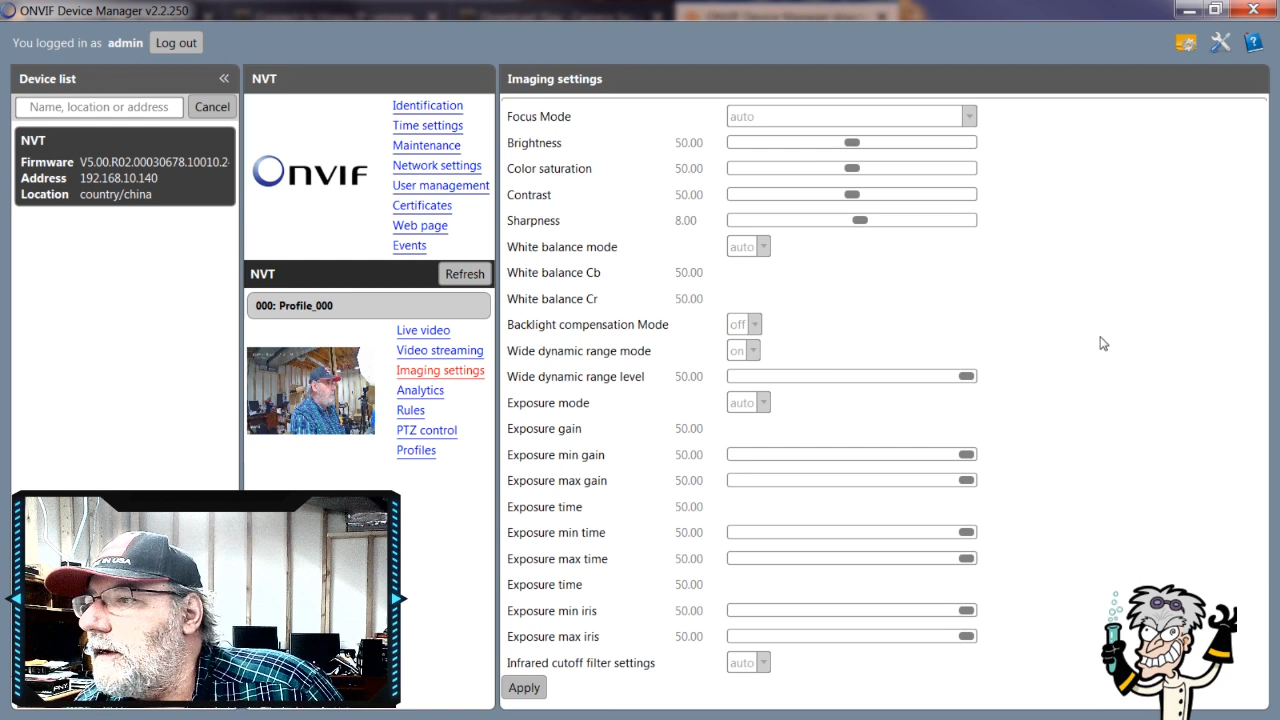 ONVIF Device Manager v2.2.250
You logged in as admin Log out
Device list «
Name, location or address Cancel
NVT
Firmware V5.00.R02.00030678.10010.2
Address 192.168.10.140
Location country/china
NVT
ONVIF
Identification
Time settings
Maintenance
Network settings
User management
Certificates
Web page
Events
NVT Refresh
000: Profile_000
Live video
Video streaming
Imaging settings
Analytics
Rules
PTZ control
Profiles
Imaging settings
Focus Mode auto
Brightness 50.00
Color saturation 50.00
Contrast 50.00
Sharpness 8.00
White balance mode auto
White balance Cb 50.00
White balance Cr 50.00
Backlight compensation Mode off
Wide dynamic range mode on
Wide dynamic range level 50.00
Exposure mode auto
Exposure gain 50.00
Exposure min gain 50.00
Exposure max gain 50.00
Exposure time 50.00
Exposure min time 50.00
Exposure max time 50.00
Exposure time 50.00
Exposure min iris 50.00
Exposure max iris 50.00
Infrared cutoff filter settings auto
Apply